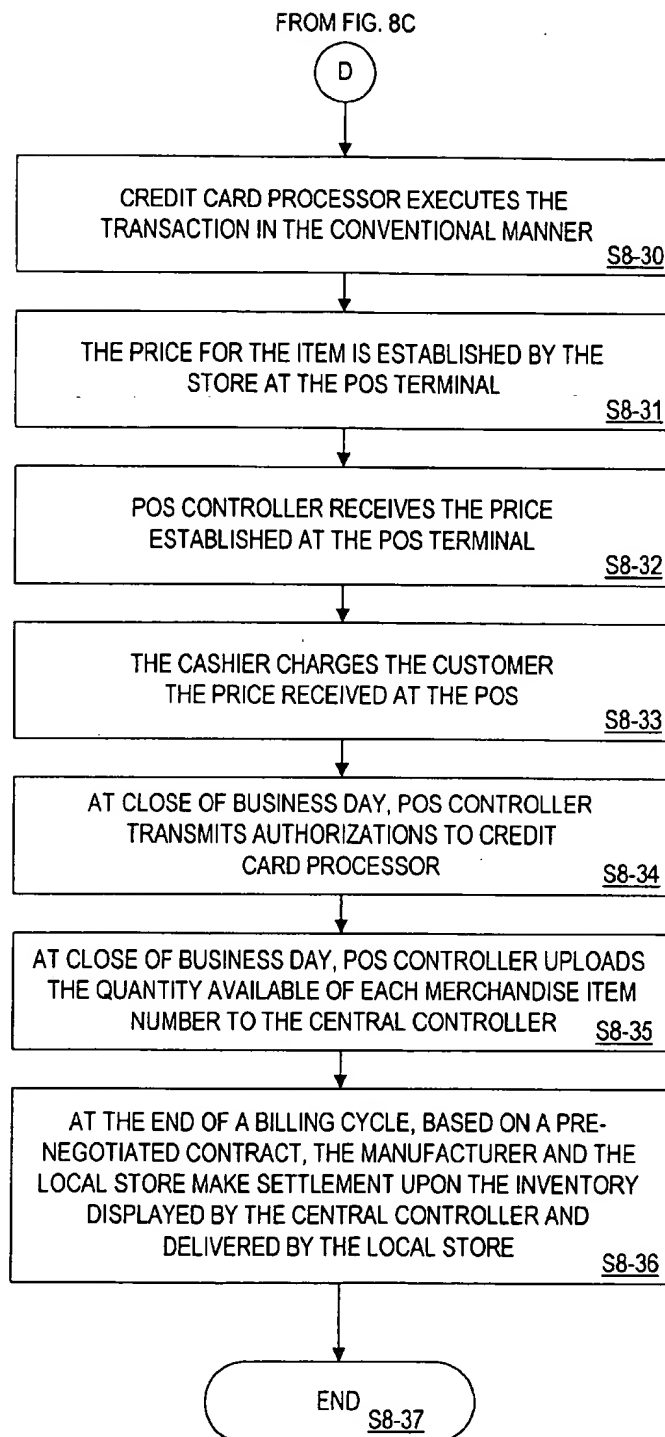 FROM FIG. 8C
D
CREDIT CARD PROCESSOR EXECUTES THE
TRANSACTION IN THE CONVENTIONAL MANNER
S8-30
THE PRICE FOR THE ITEM IS ESTABLISHED BY THE
STORE AT THE POS TERMINAL
S8-31
POS CONTROLLER RECEIVES THE PRICE
ESTABLISHED AT THE POS TERMINAL
S8-32
THE CASHIER CHARGES THE CUSTOMER
THE PRICE RECEIVED AT THE POS
S8-33
AT CLOSE OF BUSINESS DAY, POS CONTROLLER
TRANSMITS AUTHORIZATIONS TO CREDIT
CARD PROCESSOR
S8-34
AT CLOSE OF BUSINESS DAY, POS CONTROLLER UPLOADS
THE QUANTITY AVAILABLE OF EACH MERCHANDISE ITEM
NUMBER TO THE CENTRAL CONTROLLER
S8-35
AT THE END OF A BILLING CYCLE, BASED ON A PRE-
NEGOTIATED CONTRACT, THE MANUFACTURER AND THE
LOCAL STORE MAKE SETTLEMENT UPON THE INVENTORY
DISPLAYED BY THE CENTRAL CONTROLLER AND
DELIVERED BY THE LOCAL STORE
S8-36
END
S8-37